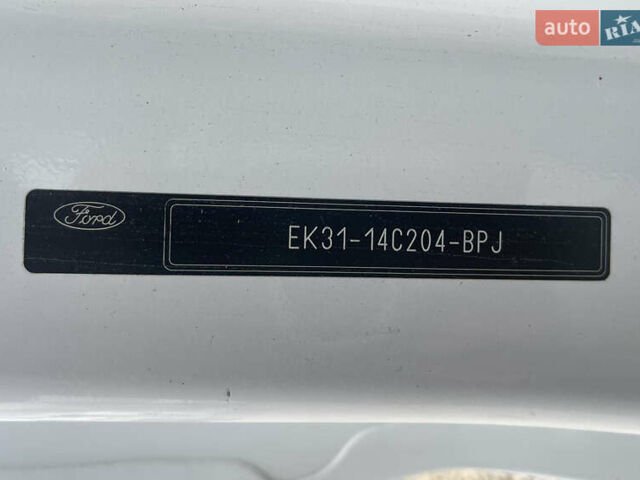 auto RIA
Ford
EK31-14C204-BPJ